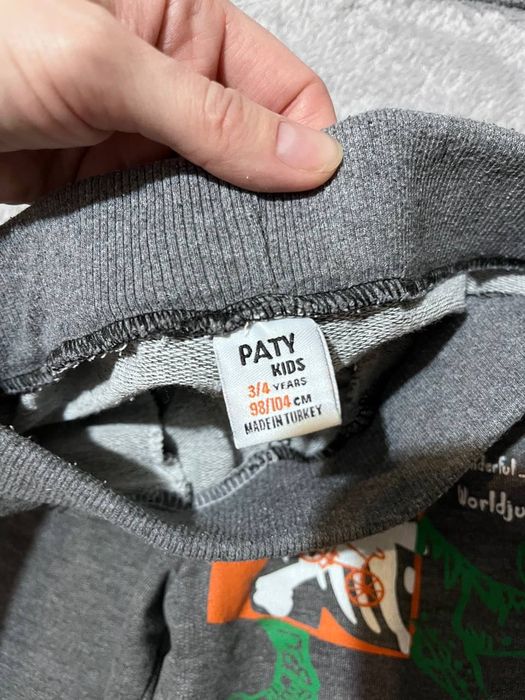 PATY
KIDS
3/4 YEARS
98/104 CM
MADE IN TURKEY